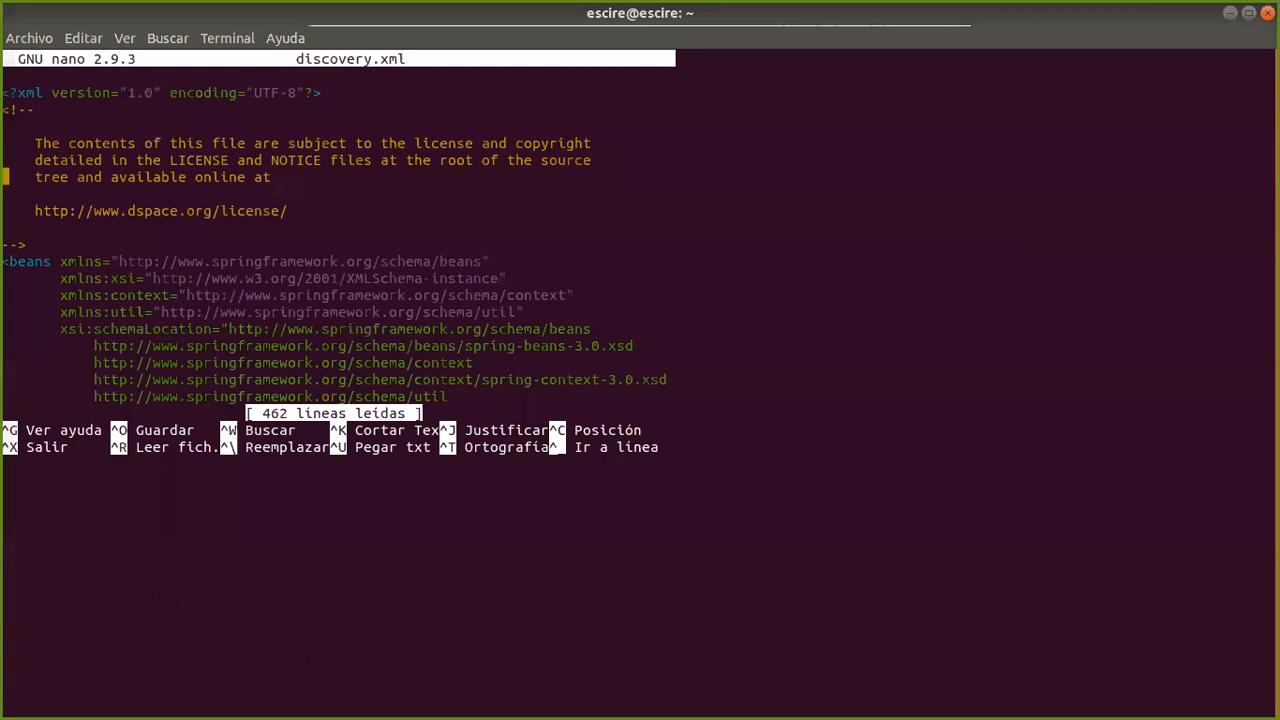 escire@escire: ~
Archivo Editar Ver Buscar Terminal Ayuda
GNU nano 2.9.3 discovery.xml
<?xml version="1.0" encoding="UTF-8"?>
<!--
The contents of this file are subject to the license and copyright
detailed in the LICENSE and NOTICE files at the root of the source
tree and available online at
http://www.dspace.org/license/
-->
<beans xmlns="http://www.springframework.org/schema/beans"
xmlns:xsi="http://www.w3.org/2001/XMLSchema-instance"
xmlns:context="http://www.springframework.org/schema/context"
xmlns:util="http://www.springframework.org/schema/util"
xsi:schemaLocation="http://www.springframework.org/schema/beans
http://www.springframework.org/schema/beans/spring-beans-3.0.xsd
http://www.springframework.org/schema/context
http://www.springframework.org/schema/context/spring-context-3.0.xsd
http://www.springframework.org/schema/util
[ 462 líneas leídas ]
^G Ver ayuda ^O Guardar ^W Buscar ^K Cortar Tex^J Justificar^C Posición
^X Salir ^R Leer fich.^\ Reemplazar^U Pegar txt ^T Ortografía^_ Ir a línea